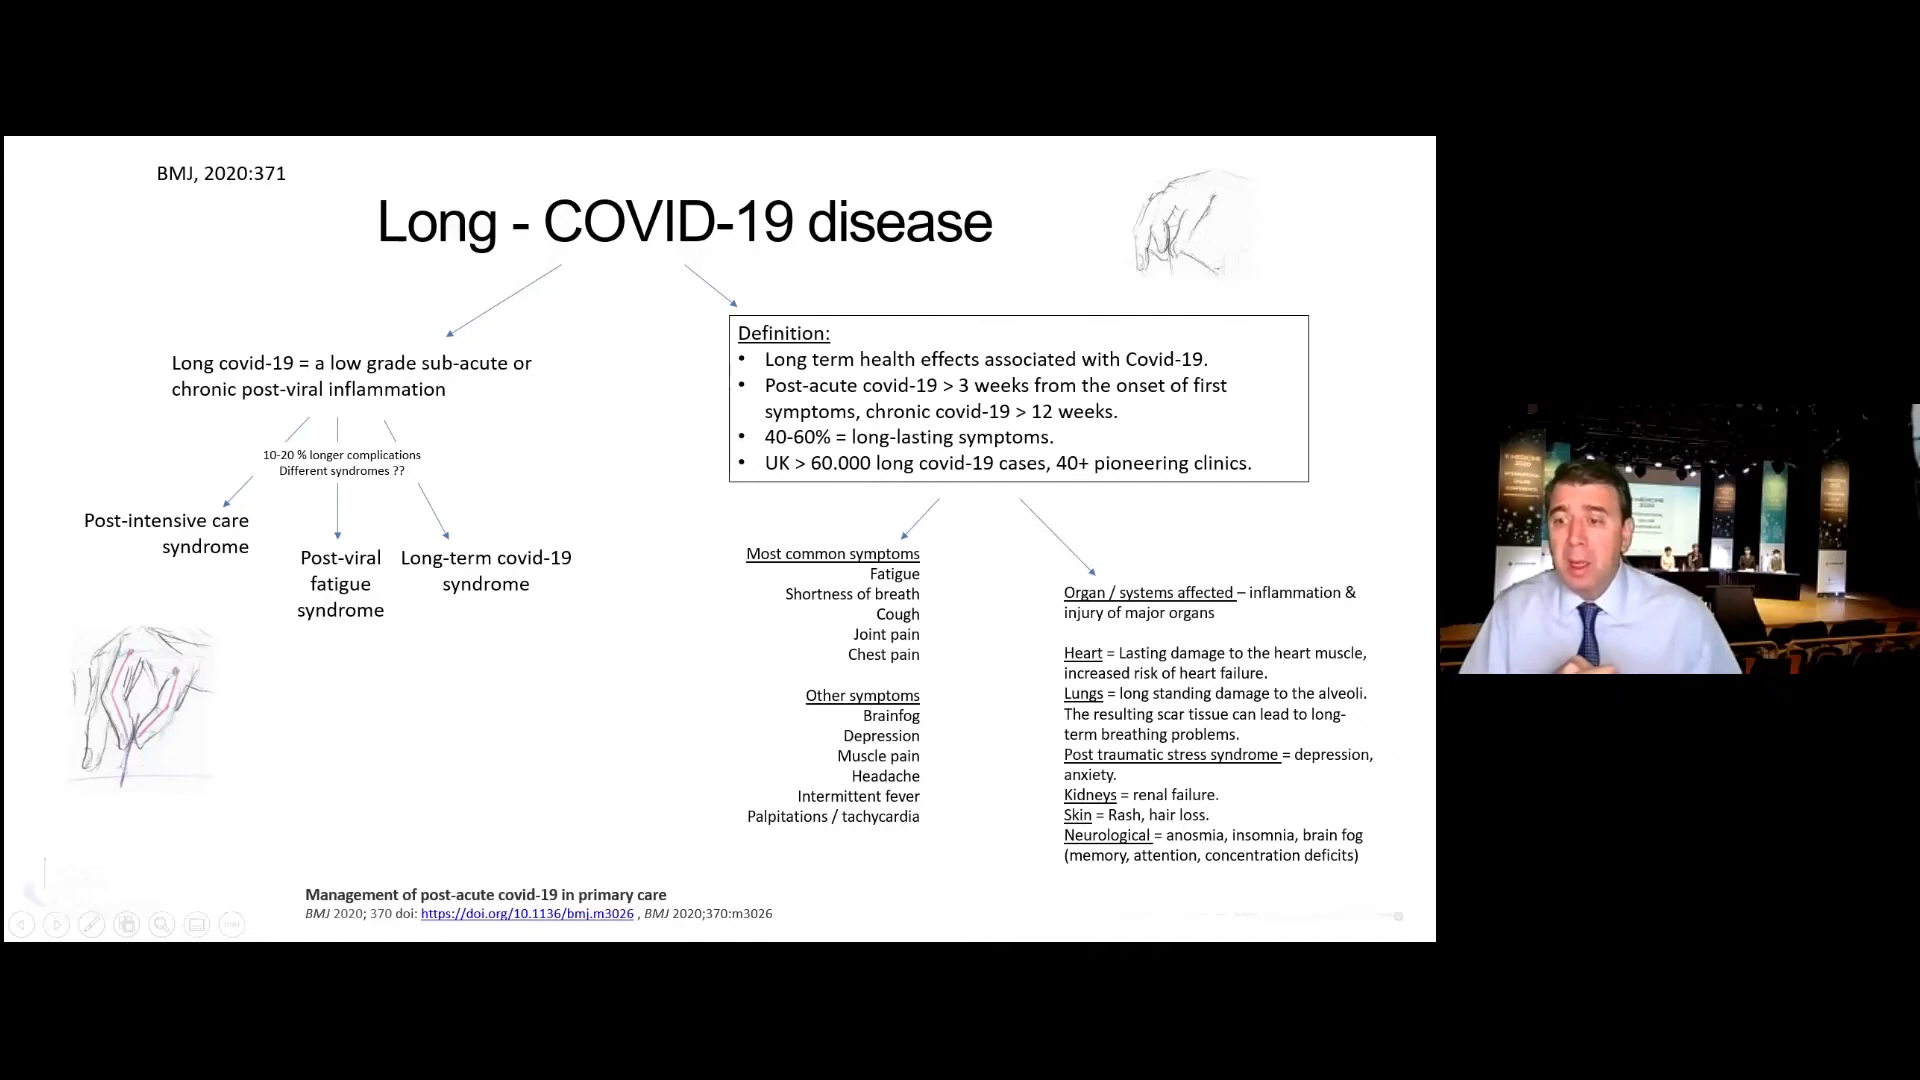 BMJ, 2020:371
Long - COVID-19 disease
Long covid-19 = a low grade sub-acute or
chronic post-viral inflammation
10-20 % longer complications
Different syndromes ??
Post-intensive care
syndrome
Post-viral
fatigue
syndrome
Long-term covid-19
syndrome
Definition:
• Long term health effects associated with Covid-19.
• Post-acute covid-19 > 3 weeks from the onset of first
symptoms, chronic covid-19 > 12 weeks.
• 40-60% = long-lasting symptoms.
• UK > 60.000 long covid-19 cases, 40+ pioneering clinics.
Most common symptoms
Fatigue
Shortness of breath
Cough
Joint pain
Chest pain
Other symptoms
Brainfog
Depression
Muscle pain
Headache
Intermittent fever
Palpitations / tachycardia
Organ / systems affected – inflammation &
injury of major organs
Heart = Lasting damage to the heart muscle,
increased risk of heart failure.
Lungs = long standing damage to the alveoli.
The resulting scar tissue can lead to long-
term breathing problems.
Post traumatic stress syndrome = depression,
anxiety.
Kidneys = renal failure.
Skin = Rash, hair loss.
Neurological = anosmia, insomnia, brain fog
(memory, attention, concentration deficits)
Management of post-acute covid-19 in primary care
BMJ 2020; 370 doi: https://doi.org/10.1136/bmj.m3026 , BMJ 2020;370:m3026